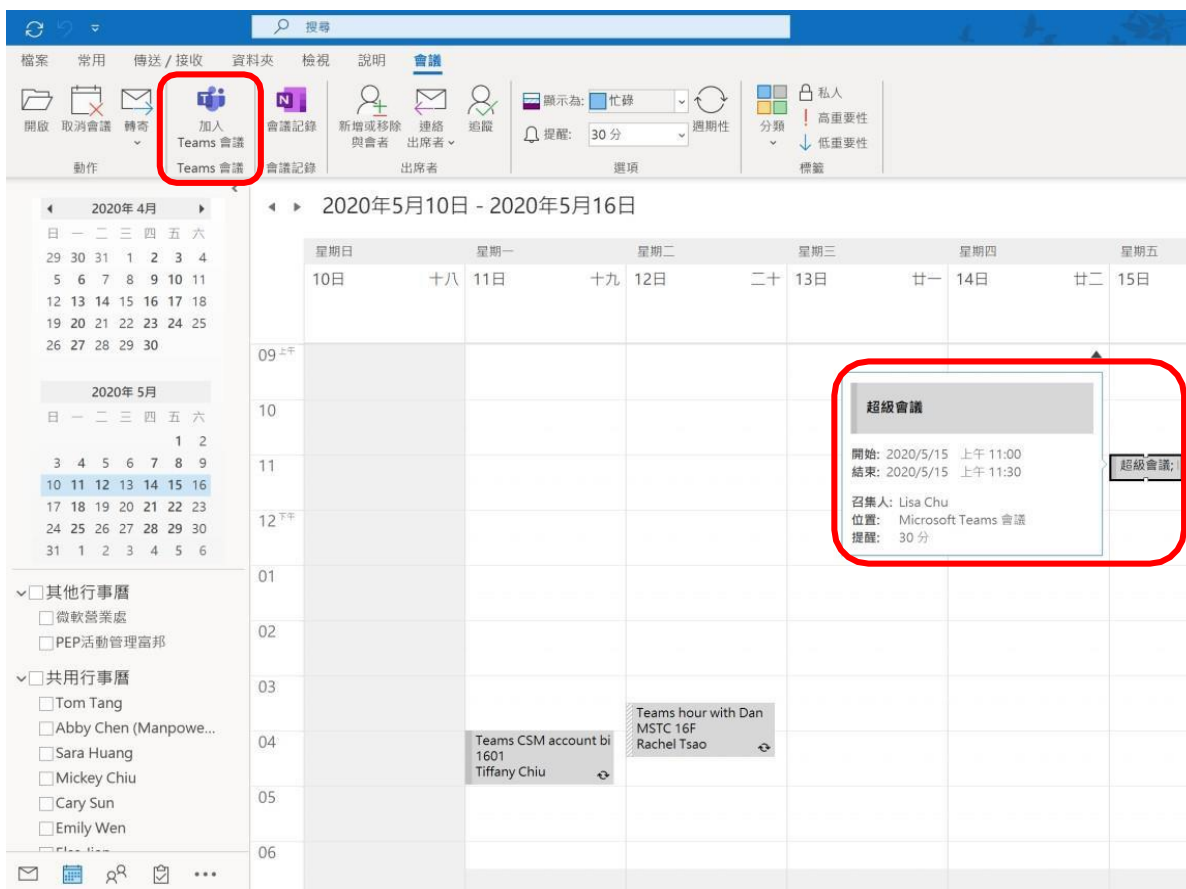 搜尋
檔案 常用 傳送 / 接收 資料夾 檢視 說明 會議
開啟 取消會議 轉寄
動作
加入
Teams 會議
Teams 會議
會議記錄
會議記錄
新增或移除
與會者
連絡
出席者
追蹤
出席者
顯示為: 忙碌
提醒: 30 分
週期性
選項
分類
私人
高重要性
低重要性
標籤
2020年 4月
日 一 二 三 四 五 六
29 30 31 1 2 3 4
5 6 7 8 9 10 11
12 13 14 15 16 17 18
19 20 21 22 23 24 25
26 27 28 29 30
2020年 5月
日 一 二 三 四 五 六
1 2
3 4 5 6 7 8 9
10 11 12 13 14 15 16
17 18 19 20 21 22 23
24 25 26 27 28 29 30
31 1 2 3 4 5 6
其他行事曆
微軟營業處
PEP活動管理富邦
共用行事曆
Tom Tang
Abby Chen (Manpowe...
Sara Huang
Mickey Chiu
Cary Sun
Emily Wen
2020年5月10日 - 2020年5月16日
星期日 星期一 星期二 星期三 星期四 星期五
10日 十八 11日 十九 12日 二十 13日 廿一 14日 廿二 15日
09 上午
10
11
12 下午
01
02
03
04
05
06
超級會議
開始: 2020/5/15 上午 11:00
結束: 2020/5/15 上午 11:30
召集人: Lisa Chu
位置: Microsoft Teams 會議
提醒: 30 分
超級會議;
Teams hour with Dan
MSTC 16F
Rachel Tsao
Teams CSM account bi
1601
Tiffany Chiu